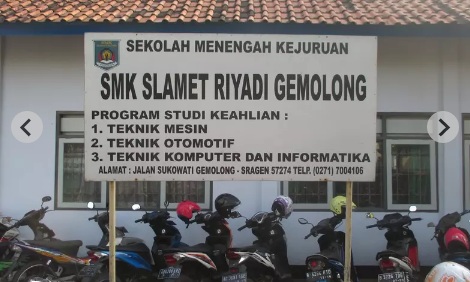 SEKOLAH MENENGAH KEJURUAN
SMK SLAMET RIYADI GEMOLONG
PROGRAM STUDI KEAHLIAN :
1. TEKNIK MESIN
2. TEKNIK OTOMOTIF
3. TEKNIK KOMPUTER DAN INFORMATIKA
ALAMAT : JALAN SUKOWATI GEMOLONG - SRAGEN 57274 TELP. (0271) 7004106